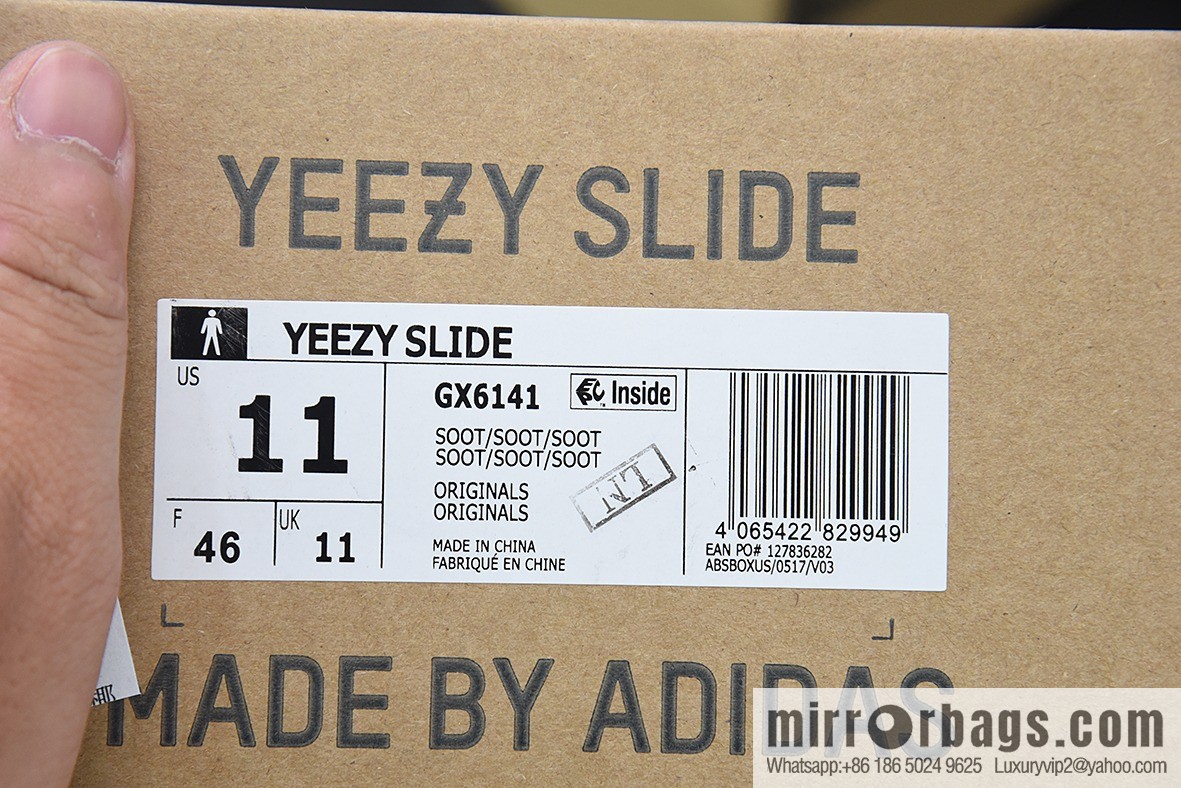 YEEZY SLIDE
YEEZY SLIDE
US
11
F
46
UK
11
GX6141
Inside
SOOT/SOOT/SOOT
SOOT/SOOT/SOOT
ORIGINALS
ORIGINALS
MADE IN CHINA
FABRIQUÉ EN CHINE
LN1
4 065422 829949
EAN PO# 127836282
ABSBOXUS/0517/V03
MADE BY ADIDAS
mirrorbags.com
Whatsapp:+86 186 5024 9625 Luxuryvip2@yahoo.com